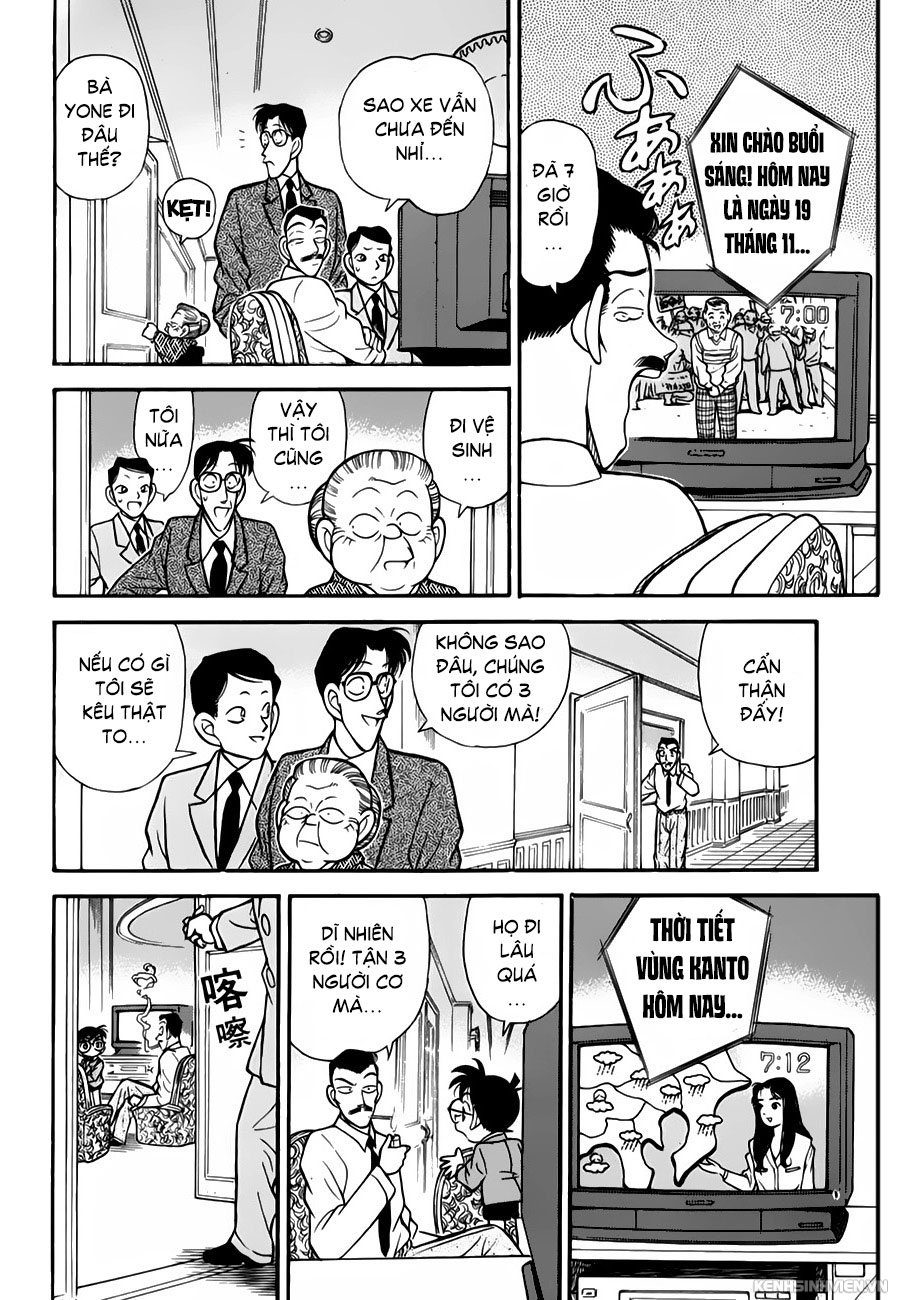 XIN CHÀO BUỔI
SÁNG! HÔM NAY
LÀ NGÀY 19
THÁNG 11...
ふぁぁぁ
7:00
ĐÃ 7
GIỜ
RỒI
...
SAO XE VẪN
CHƯA ĐẾN
NHỈ...
BÀ
YONE ĐI
ĐÂU
THẾ?
KẸT!
ĐI VỆ
SINH
...
VẬY
THÌ TÔI
CŨNG
...
TÔI
NỮA
...
CẨN
THẬN
ĐẤY!
KHÔNG SAO
ĐÂU, CHÚNG
TÔI CÓ 3
NGƯỜI MÀ!
NẾU CÓ GÌ
TÔI SẼ
KÊU THẬT
TO...
THỜI TIẾT
VÙNG KANTO
HÔM NAY...
7:12
HỌ ĐI
LÂU
QUÁ
...
DĨ NHIÊN
RỒI! TẬN 3
NGƯỜI CƠ
MÀ...
喀嚓
KENHSINHVIEN.VN